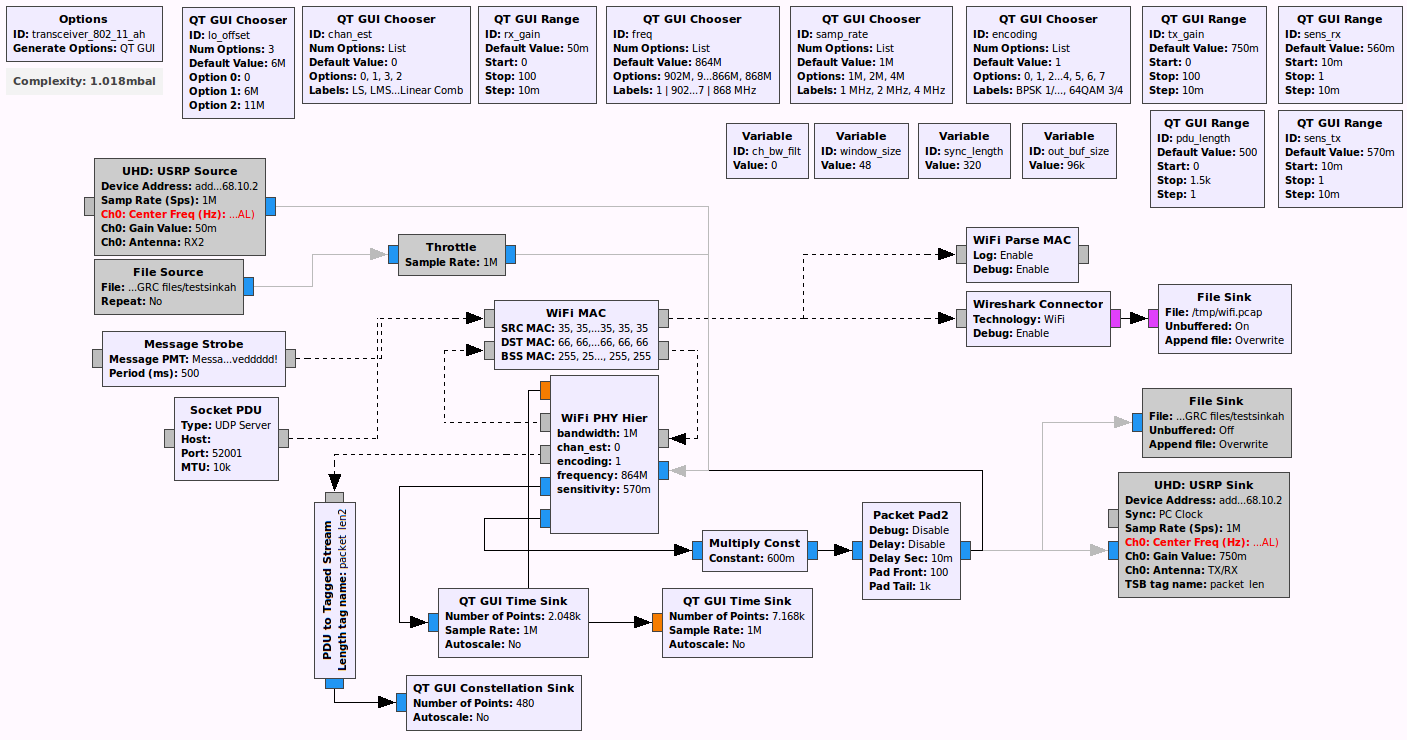 Options
ID: transceiver_802_11_ah
Generate Options: QT GUI
Complexity: 1.018mbal
QT GUI Chooser
ID: lo_offset
Num Options: 3
Default Value: 6M
Option 0: 0
Option 1: 6M
Option 2: 11M
QT GUI Chooser
ID: chan_est
Num Options: List
Default Value: 0
Options: 0, 1, 3, 2
Labels: LS, LMS...Linear Comb
QT GUI Range
ID: rx_gain
Default Value: 50m
Start: 0
Stop: 100
Step: 10m
QT GUI Chooser
ID: freq
Num Options: List
Default Value: 864M
Options: 902M, 9...866M, 868M
Labels: 1 | 902...7 | 868 MHz
QT GUI Chooser
ID: samp_rate
Num Options: List
Default Value: 1M
Options: 1M, 2M, 4M
Labels: 1 MHz, 2 MHz, 4 MHz
QT GUI Chooser
ID: encoding
Num Options: List
Default Value: 1
Options: 0, 1, 2...4, 5, 6, 7
Labels: BPSK 1/..., 64QAM 3/4
QT GUI Range
ID: tx_gain
Default Value: 750m
Start: 0
Stop: 100
Step: 10m
QT GUI Range
ID: sens_rx
Default Value: 560m
Start: 10m
Stop: 1
Step: 10m
Variable
ID: ch_bw_filt
Value: 0
Variable
ID: window_size
Value: 48
Variable
ID: sync_length
Value: 320
Variable
ID: out_buf_size
Value: 96k
QT GUI Range
ID: pdu_length
Default Value: 500
Start: 0
Stop: 1.5k
Step: 1
QT GUI Range
ID: sens_tx
Default Value: 570m
Start: 10m
Stop: 1
Step: 10m
UHD: USRP Source
Device Address: add...68.10.2
Samp Rate (Sps): 1M
Ch0: Center Freq (Hz): ...AL)
Ch0: Gain Value: 50m
Ch0: Antenna: RX2
File Source
File: ...GRC files/testsinkah
Repeat: No
Throttle
Sample Rate: 1M
WiFi Parse MAC
Log: Enable
Debug: Enable
Wireshark Connector
Technology: WiFi
Debug: Enable
File Sink
File: /tmp/wifi.pcap
Unbuffered: On
Append file: Overwrite
Message Strobe
Message PMT: Messa...veddddd!
Period (ms): 500
WiFi MAC
SRC MAC: 35, 35,...35, 35, 35
DST MAC: 66, 66,...66, 66, 66
BSS MAC: 255, 25..., 255, 255
Socket PDU
Type: UDP Server
Host:
Port: 52001
MTU: 10k
WiFi PHY Hier
bandwidth: 1M
chan_est: 0
encoding: 1
frequency: 864M
sensitivity: 570m
File Sink
File: ...GRC files/testsinkah
Unbuffered: Off
Append file: Overwrite
UHD: USRP Sink
Device Address: add...68.10.2
Sync: PC Clock
Samp Rate (Sps): 1M
Ch0: Center Freq (Hz): ...AL)
Ch0: Gain Value: 750m
Ch0: Antenna: TX/RX
TSB tag name: packet_len
PDU to Tagged Stream
Length tag name: packet_len2
Multiply Const
Constant: 600m
Packet Pad2
Debug: Disable
Delay: Disable
Delay Sec: 10m
Pad Front: 100
Pad Tail: 1k
QT GUI Time Sink
Number of Points: 2.048k
Sample Rate: 1M
Autoscale: No
QT GUI Time Sink
Number of Points: 7.168k
Sample Rate: 1M
Autoscale: No
QT GUI Constellation Sink
Number of Points: 480
Autoscale: No